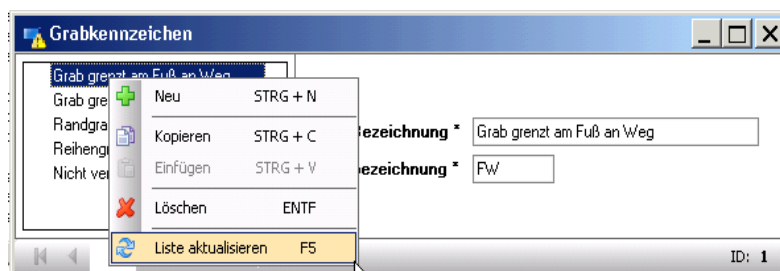 Grabkennzeichen
Grab grenzt am Fuß an Weg
Grab gre
Randgra
Reihengr
Nicht ver
Neu STRG + N
Kopieren STRG + C
Einfügen STRG + V
Löschen ENTF
Liste aktualisieren F5
Bezeichnung * Grab grenzt am Fuß an Weg
bezeichnung * FW
ID: 1